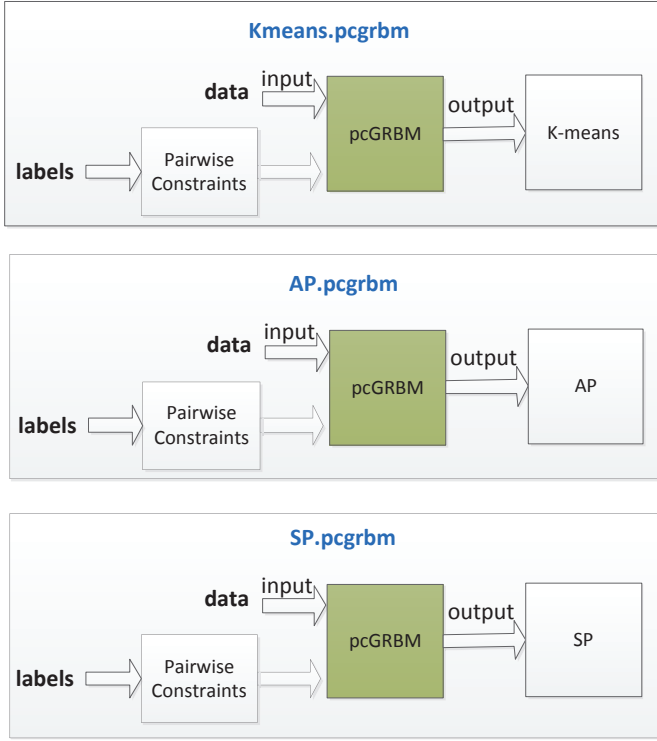 Kmeans.pcgrbm
input
data
output
pcGRBM
K-means
Pairwise
Constraints
labels
AP.pcgrbm
input
data
output
pcGRBM
AP
Pairwise
Constraints
labels
SP.pcgrbm
input
data
output
pcGRBM
SP
Pairwise
Constraints
labels